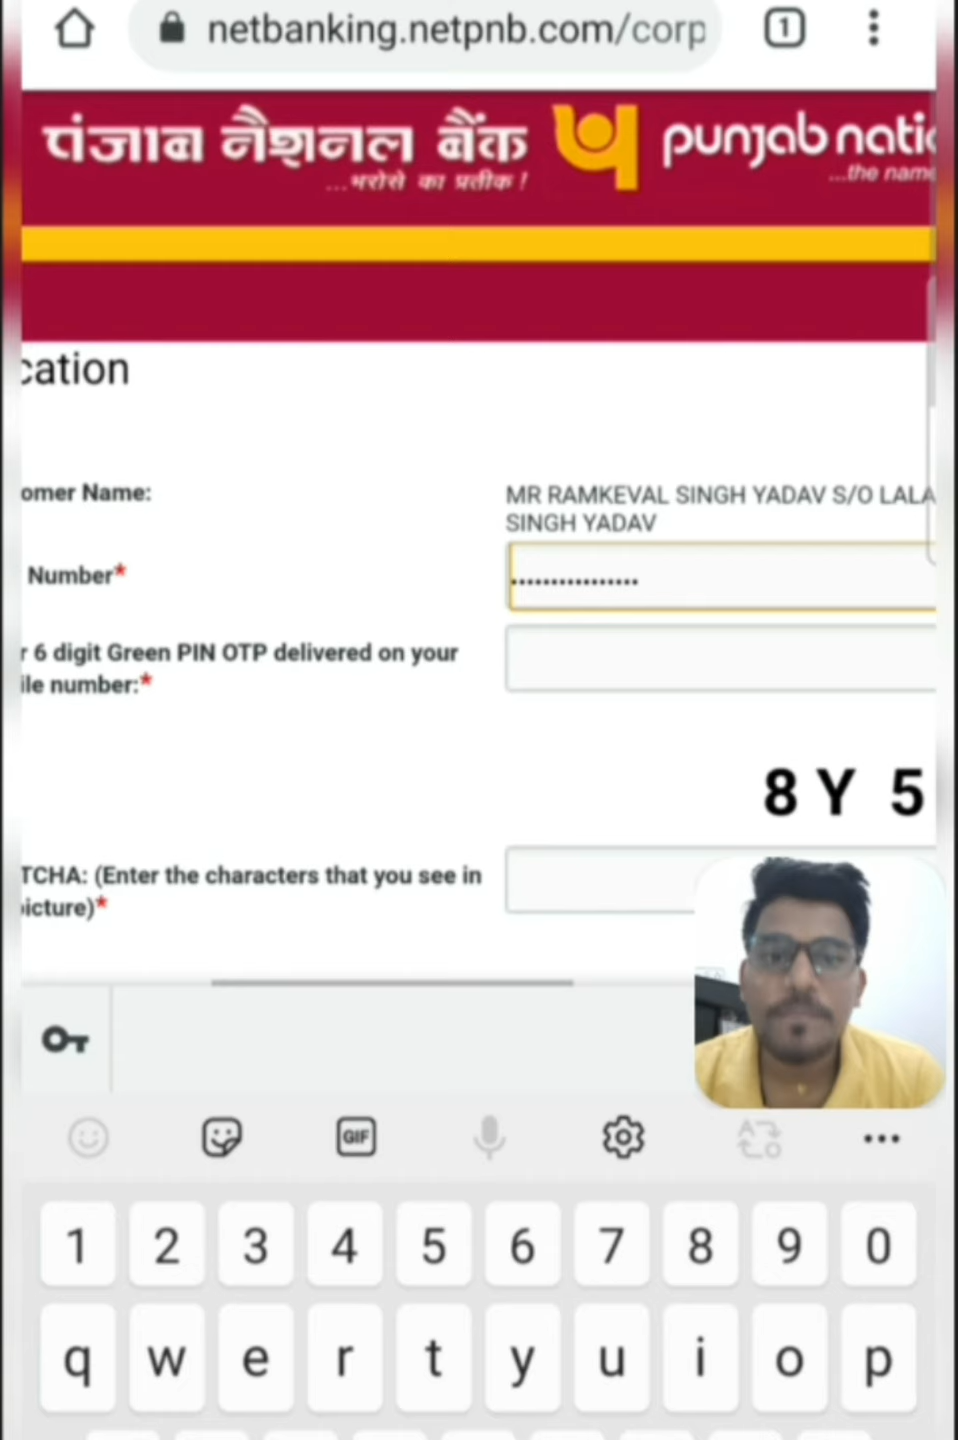 netbanking.netpnb.com/corp
1
पंजाब नैशनल बैंक
...भरोसे का प्रतीक !
punjab natio
...the name
cation
omer Name:
MR RAMKEVAL SINGH YADAV S/O LALA
SINGH YADAV
Number*
r 6 digit Green PIN OTP delivered on your
ile number:*
8 Y 5
TCHA: (Enter the characters that you see in
picture)*
GIF
1 2 3 4 5 6 7 8 9 0
q w e r t y u i o p